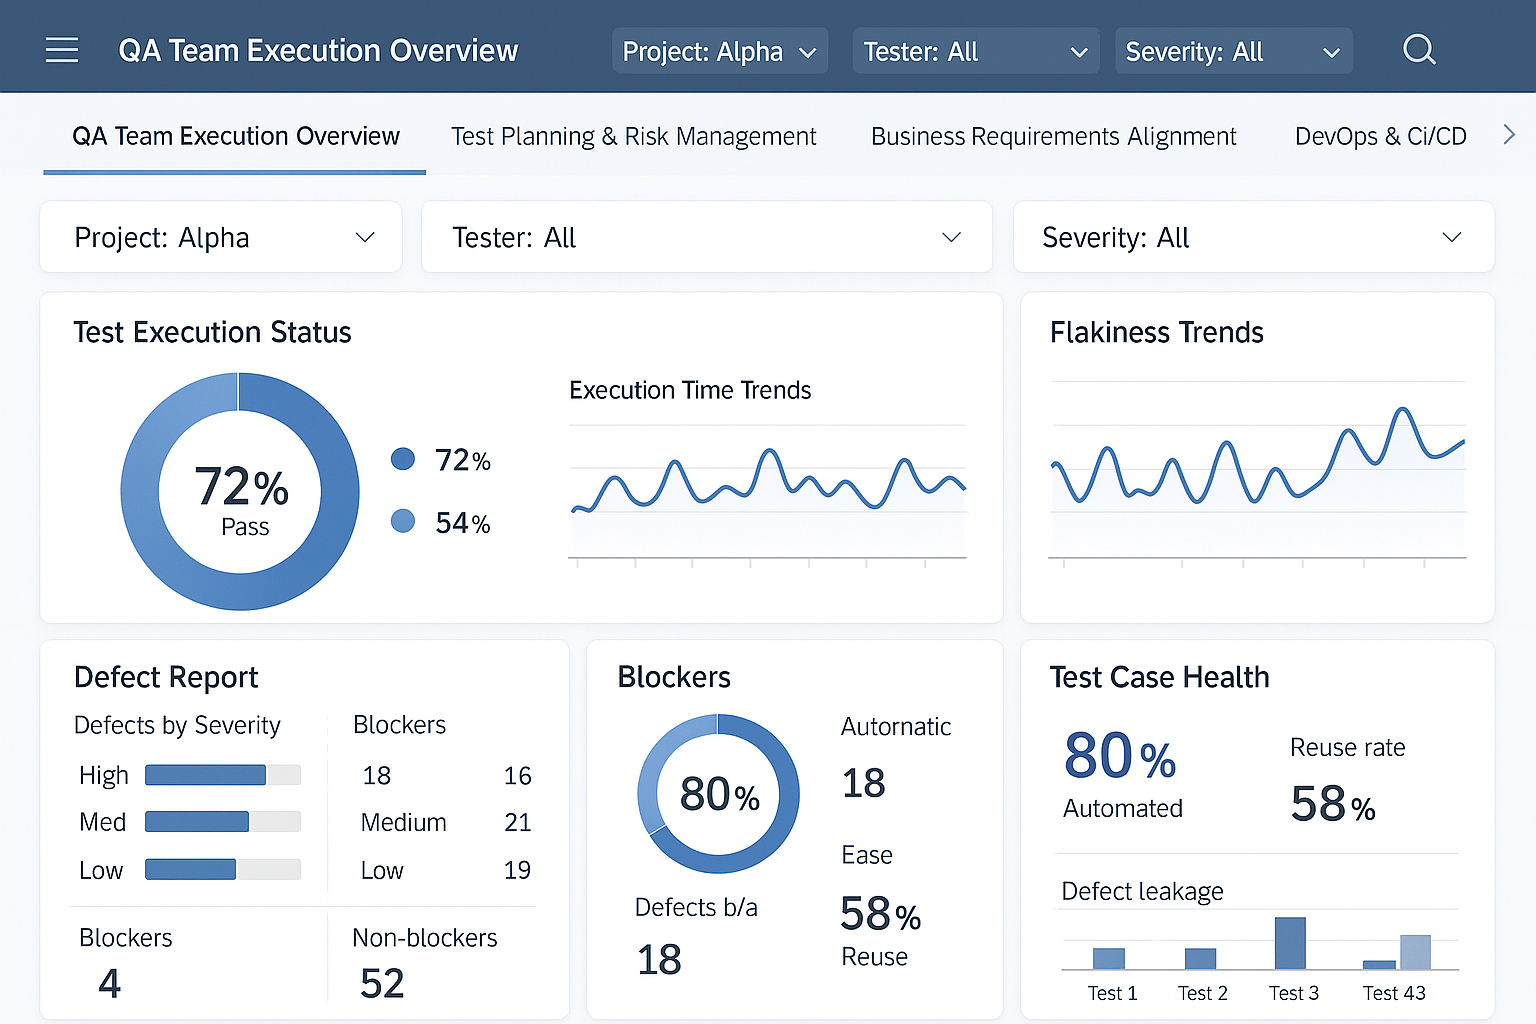 QA Team Execution Overview
Project: Alpha
Tester: All
Severity: All
QA Team Execution Overview
Test Planning & Risk Management
Business Requirements Alignment
DevOps & Ci/CD
Project: Alpha
Tester: All
Severity: All
Test Execution Status
72%
Pass
72%
54%
Execution Time Trends
Flakiness Trends
Defect Report
Defects by Severity
High
Med
Low
Blockers
18 16
Medium 21
Low 19
Blockers
4
Non-blockers
52
Blockers
80%
Defects b/a
18
Autornatic
18
Ease
58%
Reuse
Test Case Health
80%
Automated
Reuse rate
58%
Defect leakage
Test 1 Test 2 Test 3 Test 43